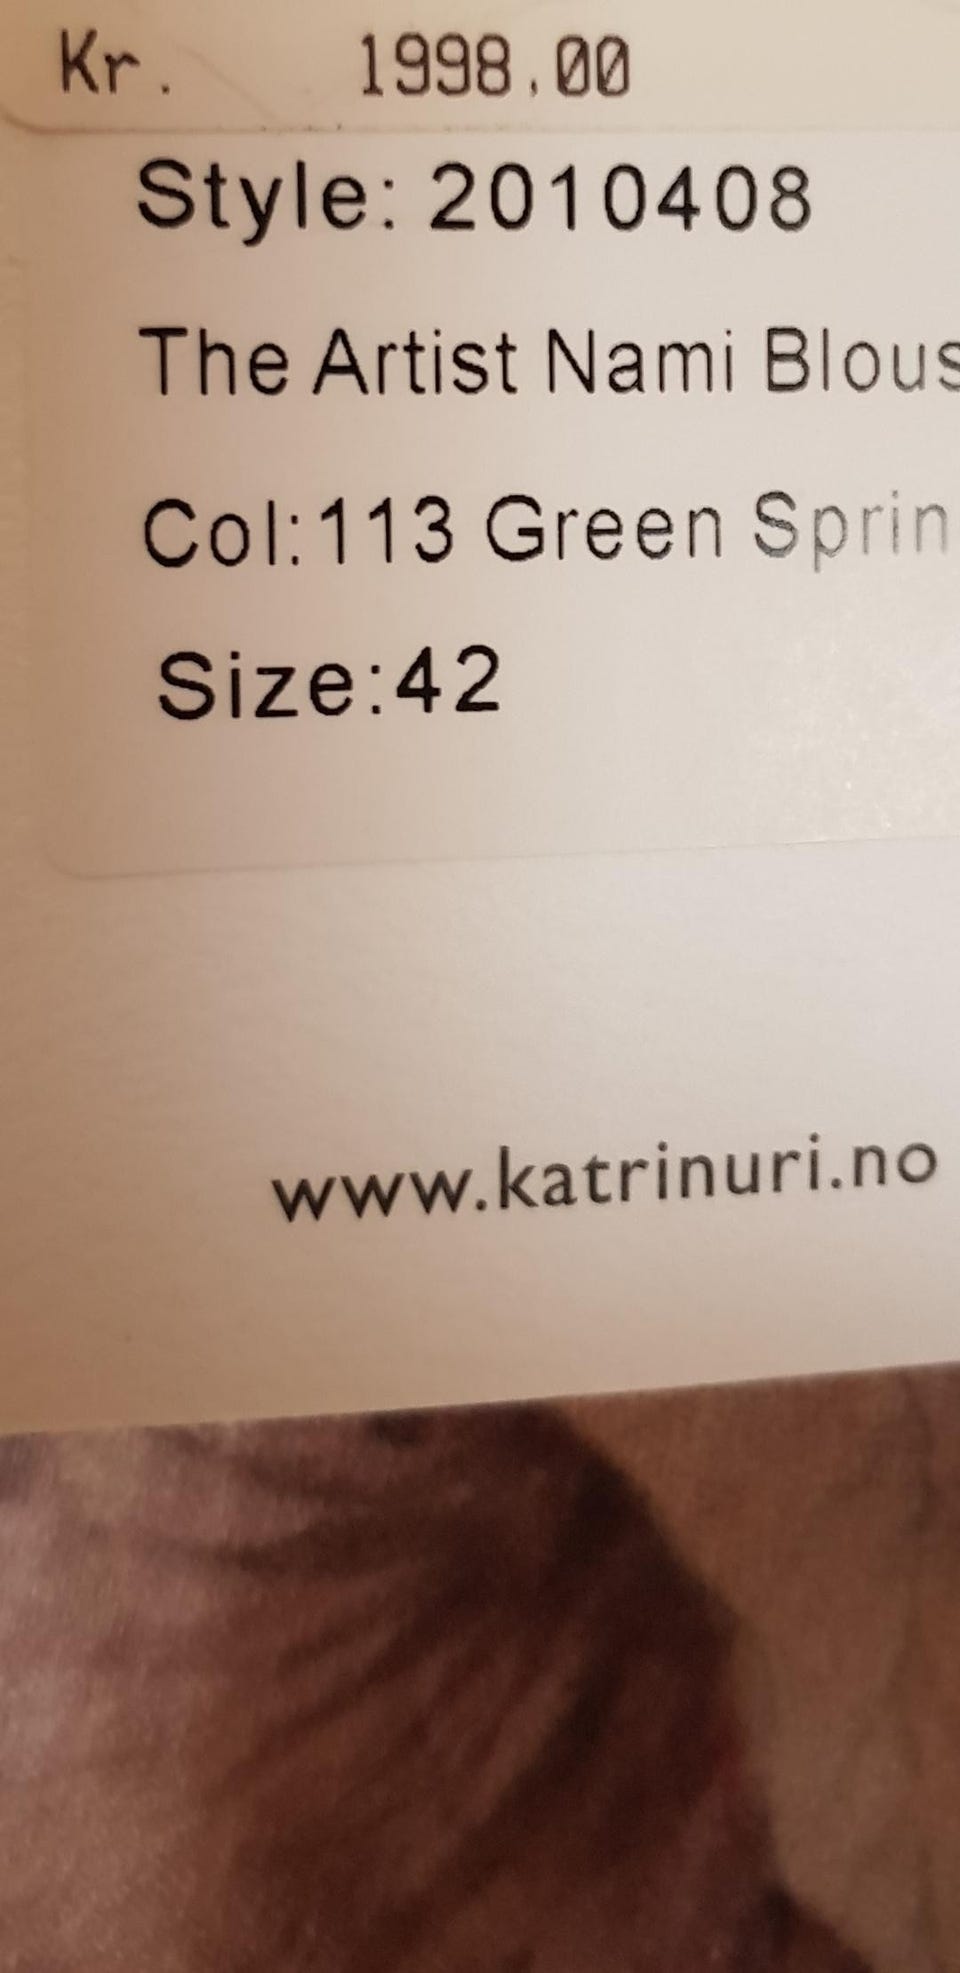 Kr. 1998.00
Style: 2010408
The Artist Nami Blous
Col:113 Green Sprin
Size:42
www.katrinuri.no